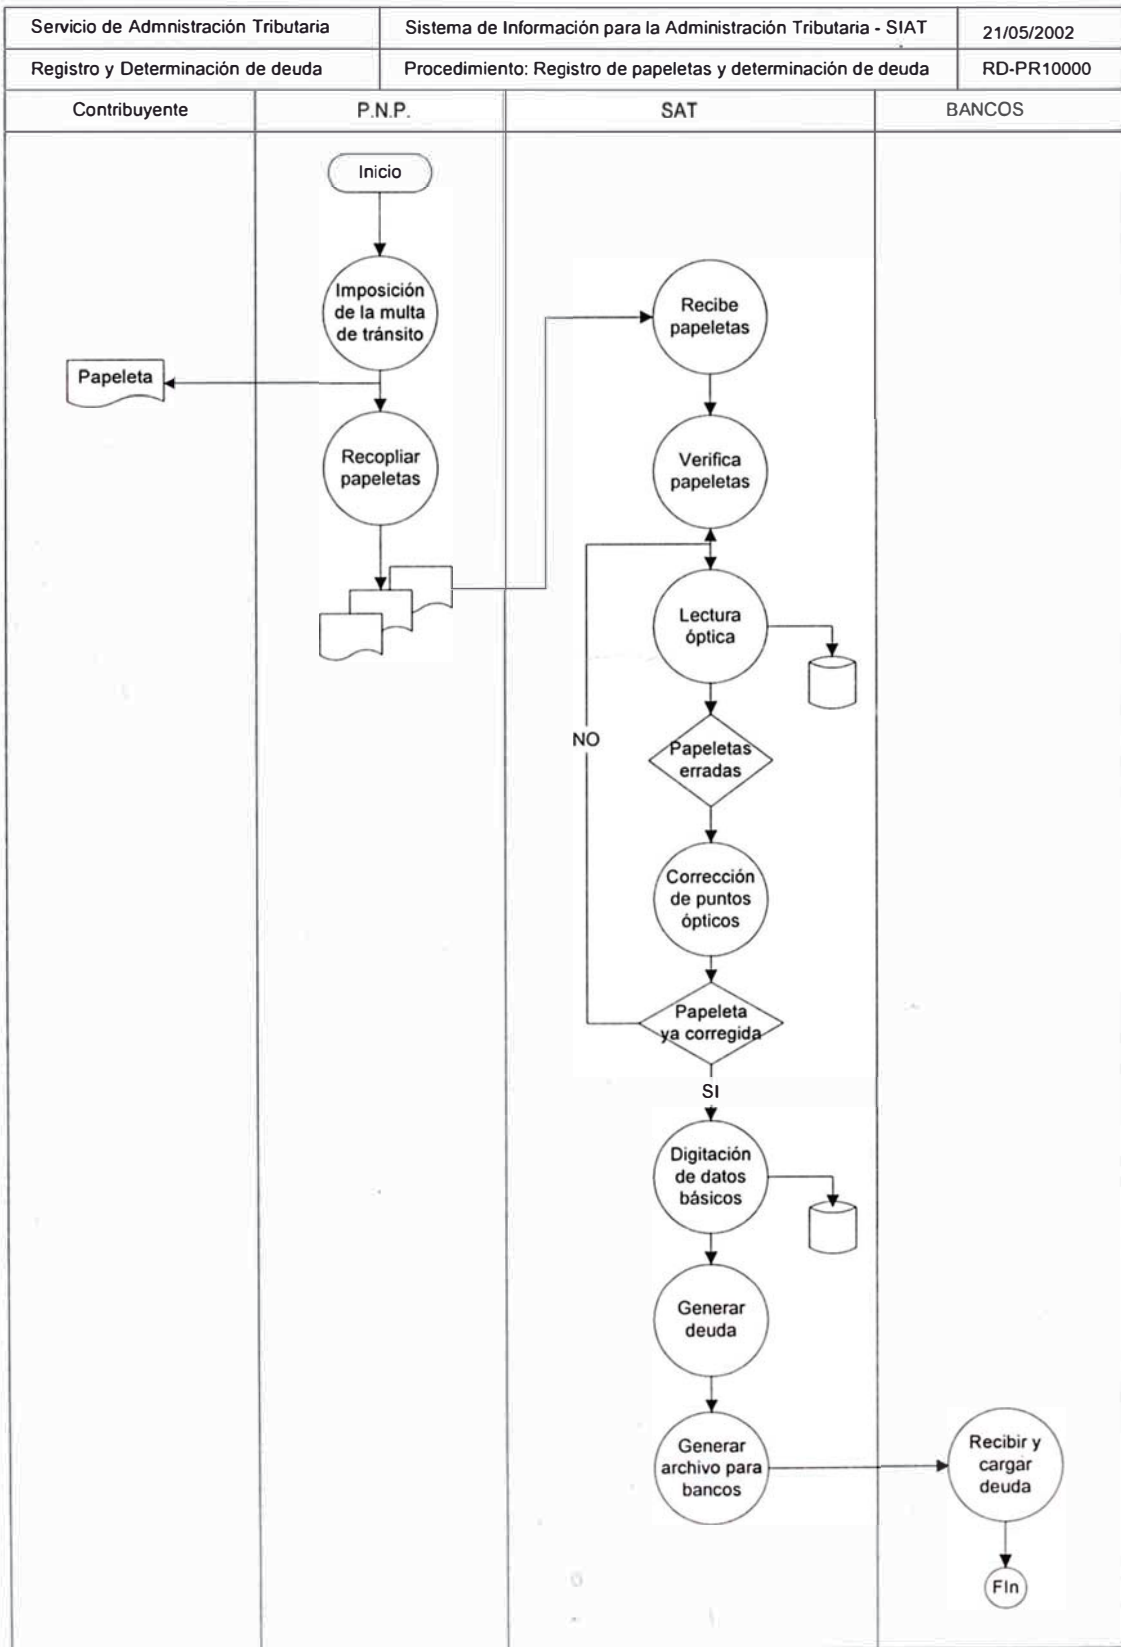 Servicio de Admnistración Tributaria
Sistema de Información para la Administración Tributaria - SIAT
21/05/2002
Registro y Determinación de deuda
Procedimiento: Registro de papeletas y determinación de deuda
RD-PR10000
Contribuyente
P.N.P.
SAT
BANCOS
Inicio
Imposición
de la multa
de tránsito
Recibe
papeletas
Papeleta
Recopliar
papeletas
Verifica
papeletas
Lectura
óptica
NO
Papeletas
erradas
Corrección
de puntos
ópticos
Papeleta
ya corregida
SI
Digitación
de datos
básicos
Generar
deuda
Generar
archivo para
bancos
Recibir y
cargar
deuda
FIn